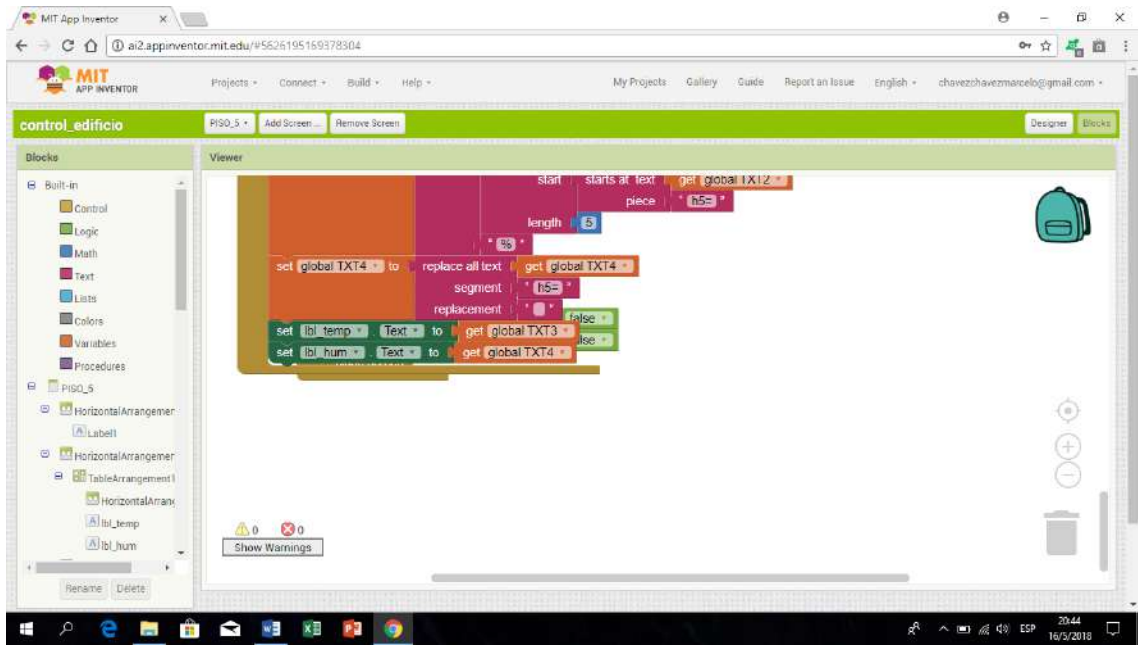 MIT App Inventor
ai2.appinventor.mit.edu/#5626195169378304
MIT
APP INVENTOR
Projects
Connect
Build
Help
My Projects
Gallery
Guide
Report an Issue
English
chavezchavezmarcelo@gmail.com
control_edificio
PISO_5
Add Screen ...
Remove Screen
Designer
Blocks
Blocks
Viewer
Built-in
Control
Logic
Math
Text
Lists
Colors
Variables
Procedures
PISO_5
HorizontalArrangemer
Label1
HorizontalArrangemer
TableArrangement1
HorizontalArran
lbl_temp
lbl_hum
Rename
Delete
start starts at text get global TXT2
piece " h5= "
length 5
" % "
set global TXT4 to replace all text get global TXT4
segment " h5= "
replacement " "
false
set lbl_temp . Text to get global TXT3
set lbl_hum . Text to get global TXT4
0 0
Show Warnings
ESP
20:44
16/5/2018